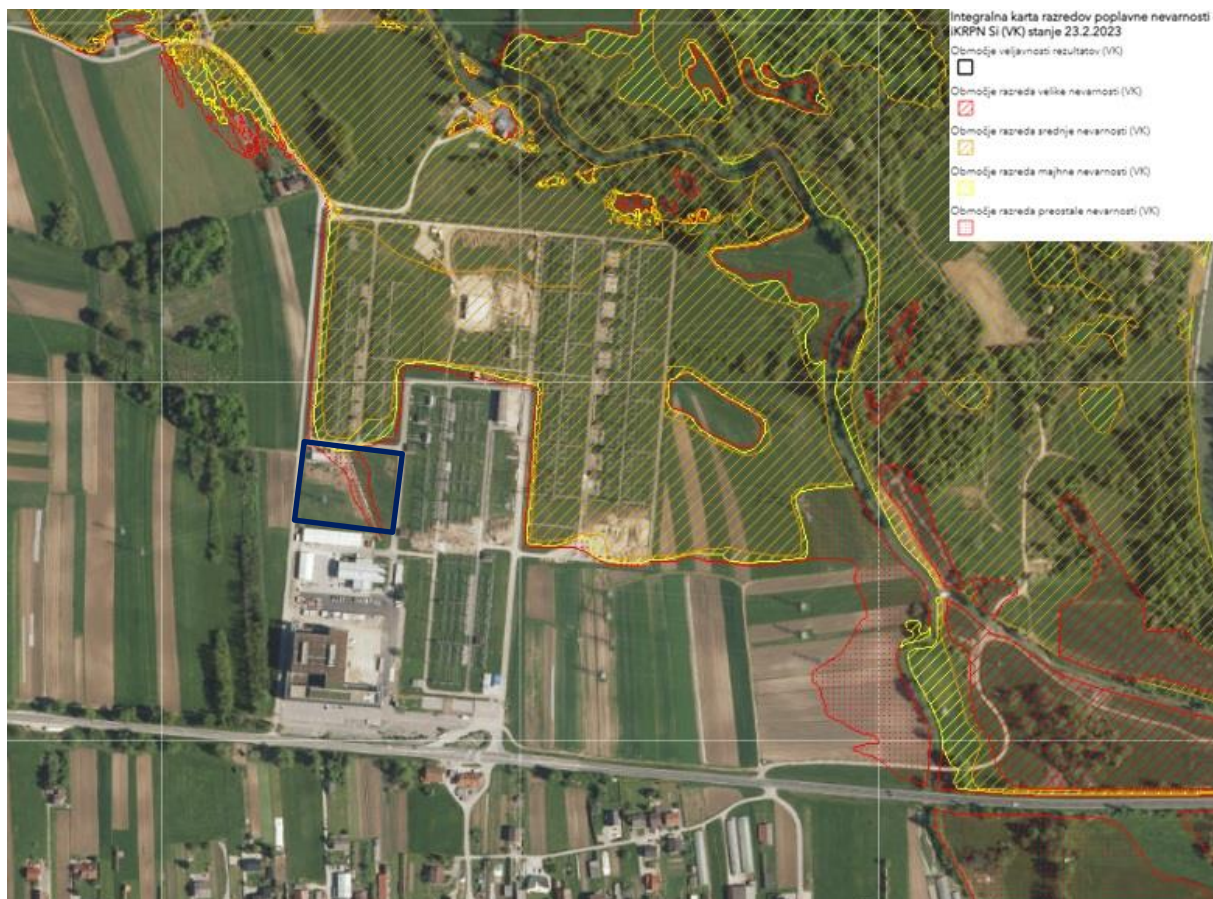 Integralna karta razredov poplavne nevarnosti
iKRPN SI (VK) stanje 23.2.2023
Območje veljavnosti rezultatov (VK)
Območje razreda velike nevarnosti (VK)
Območje razreda srednje nevarnosti (VK)
Območje razreda majhne nevarnosti (VK)
Območje razreda preostale nevarnosti (VK)